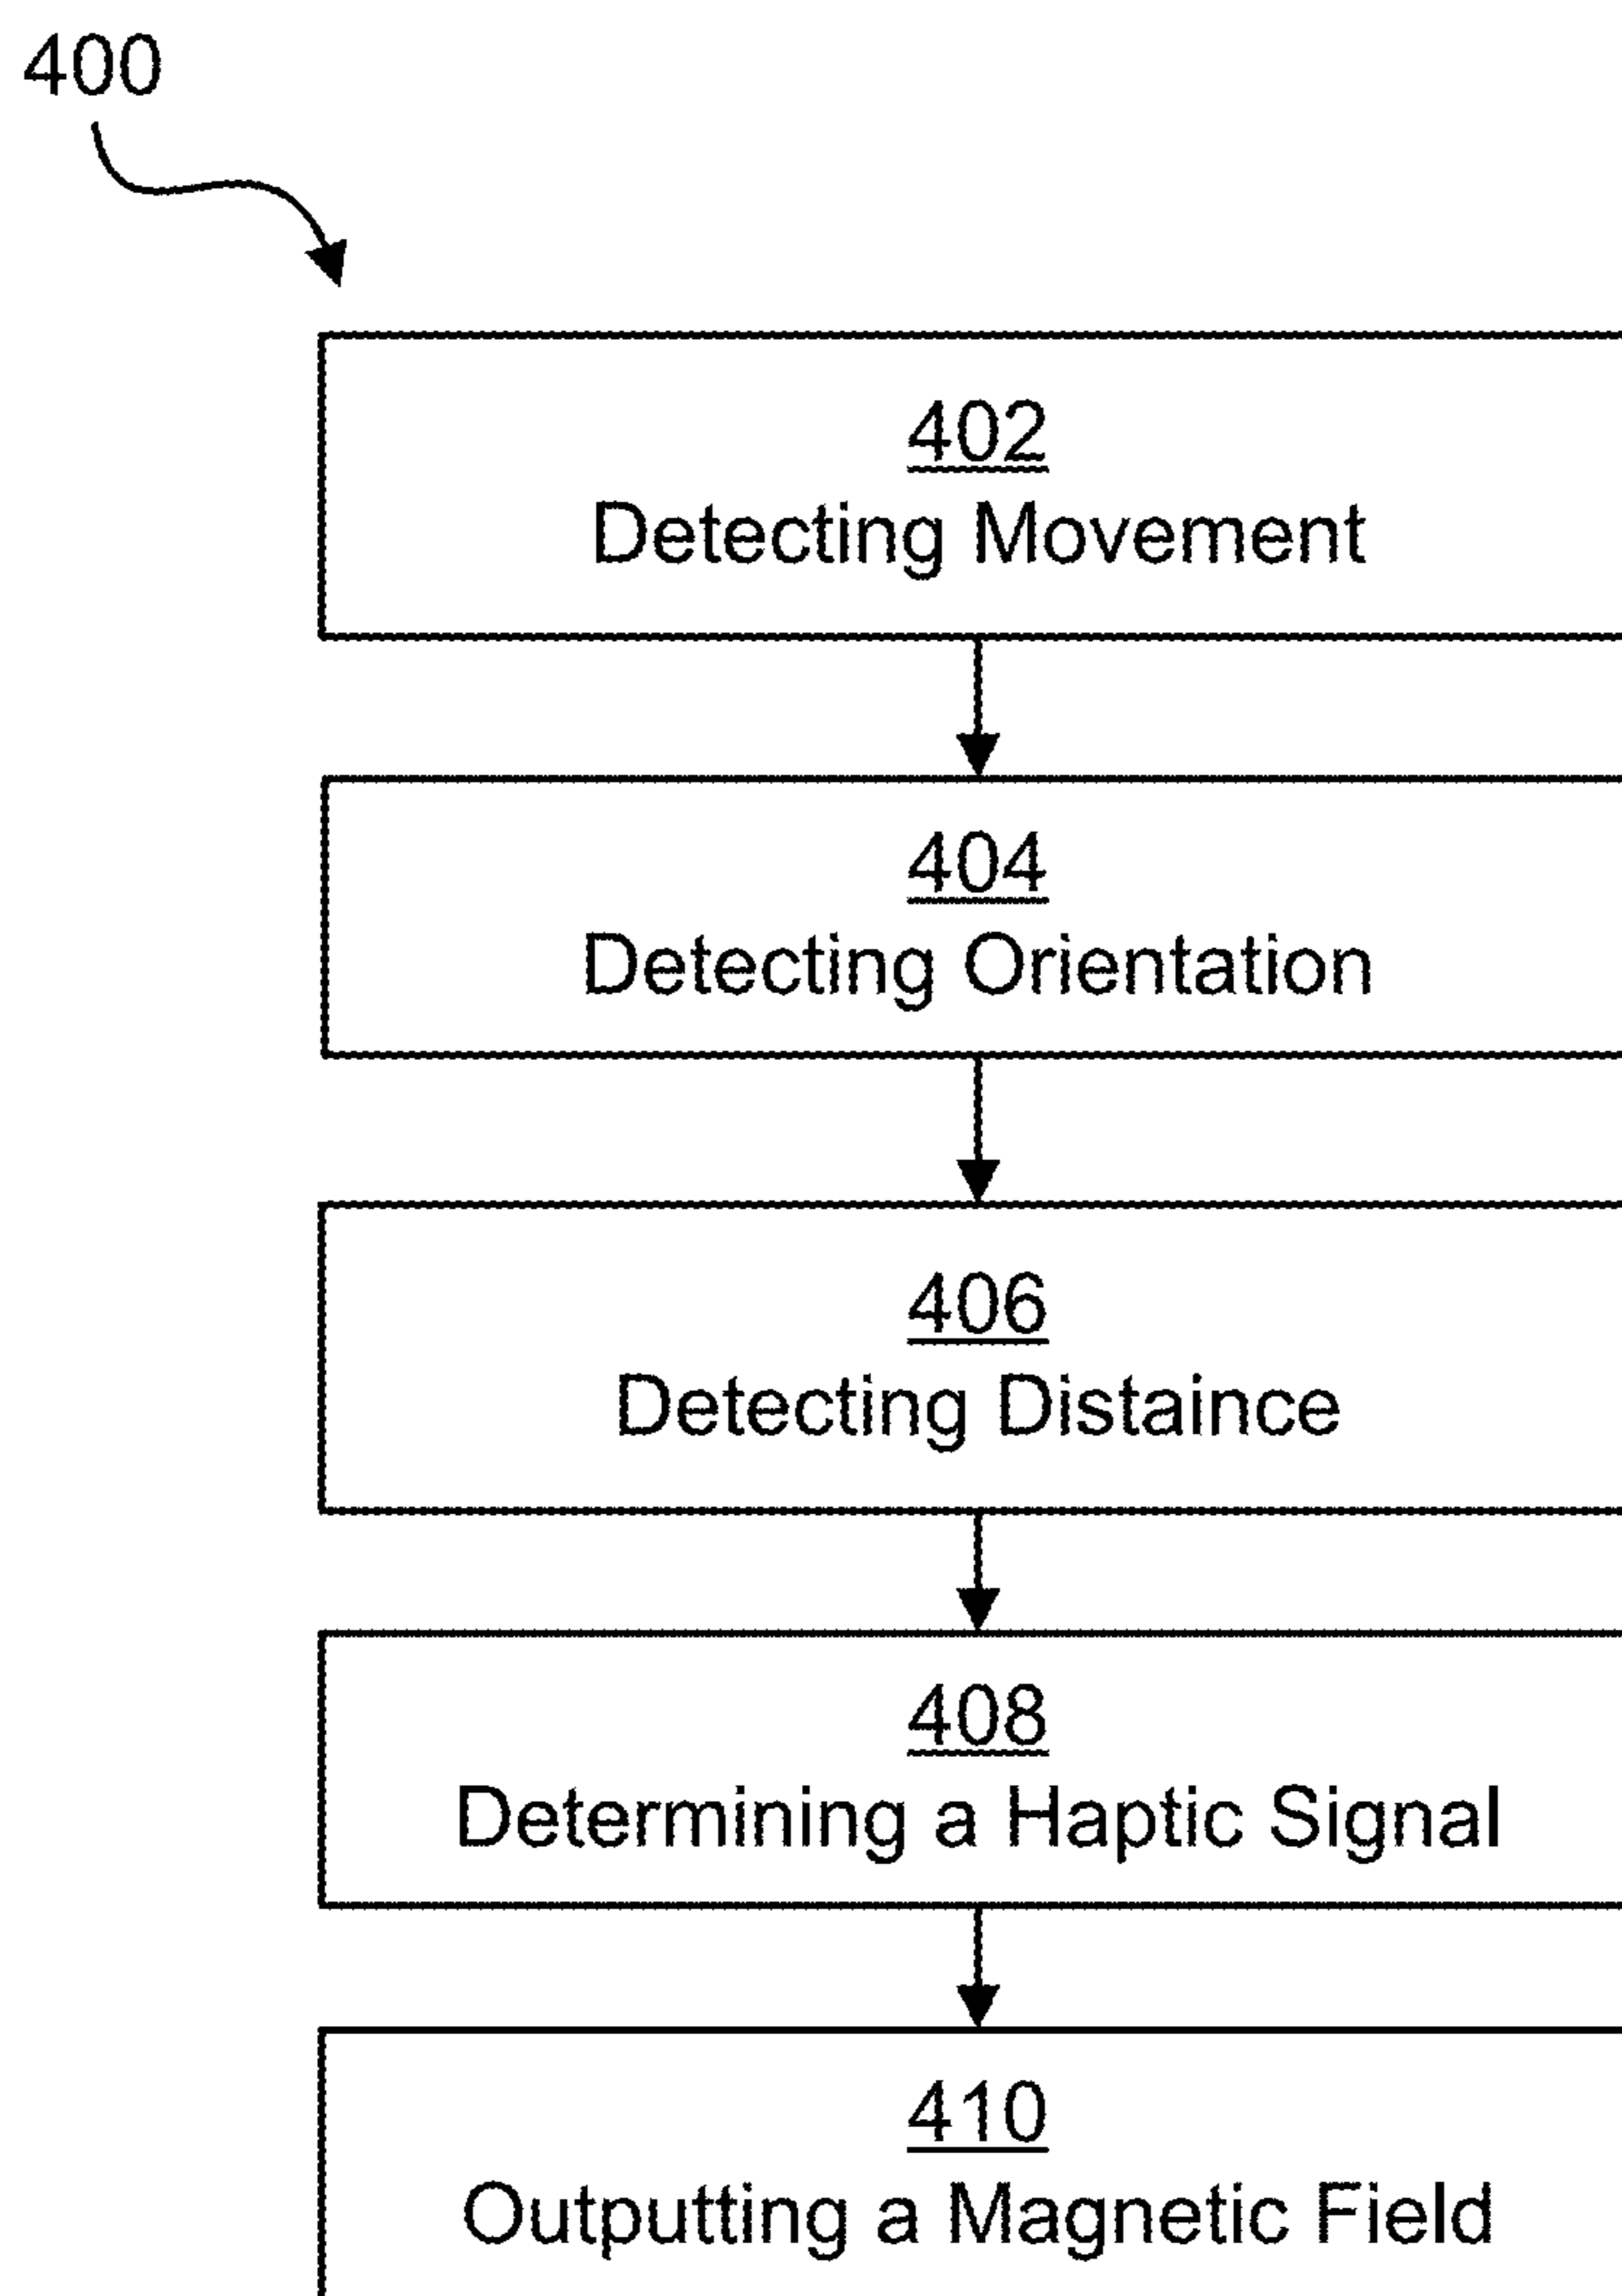 400
402
Detecting Movement
404
Detecting Orientation
406
Detecting Distaince
408
Determining a Haptic Signal
410
Outputting a Magnetic Field